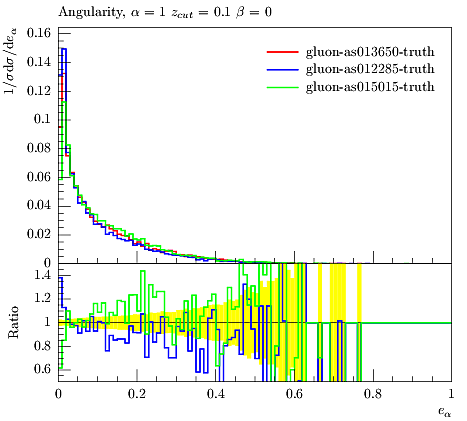 Angularity, α = 1 z_cut = 0.1 β = 0
1/σ dσ/de_α
gluon-as013650-truth
gluon-as012285-truth
gluon-as015015-truth
0.16
0.14
0.12
0.1
0.08
0.06
0.04
0.02
0
Ratio
1.4
1.2
1.0
0.8
0.6
0 0.2 0.4 0.6 0.8 1
e_α